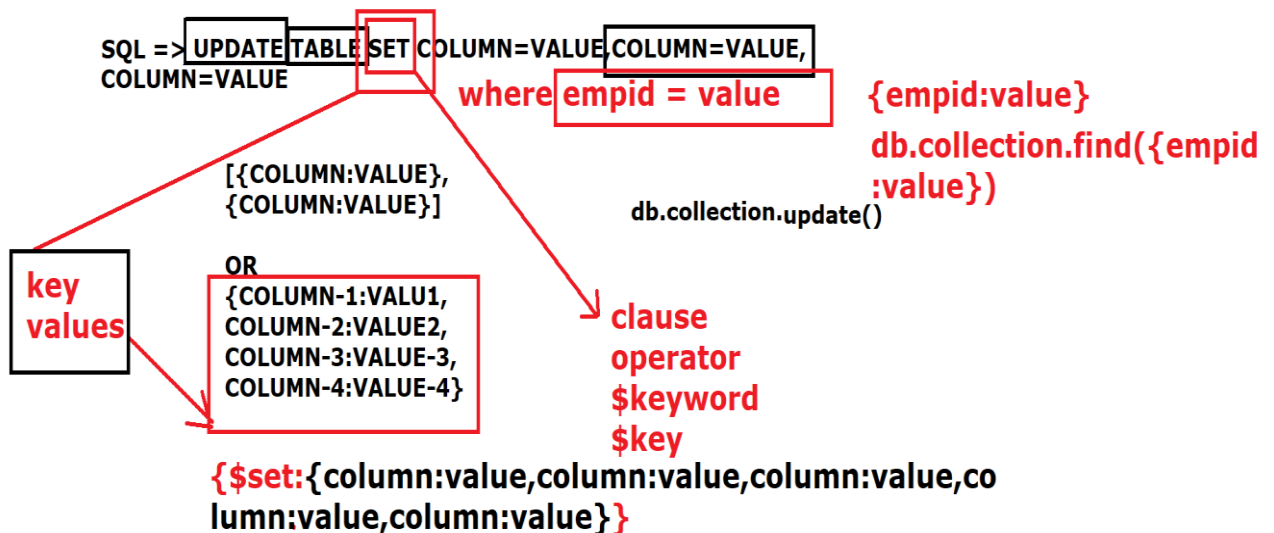 SQL => UPDATE TABLE SET COLUMN=VALUE,COLUMN=VALUE,
COLUMN=VALUE
where empid = value
{empid:value}
db.collection.find({empid
:value})
[{COLUMN:VALUE},
{COLUMN:VALUE}]
db.collection.update()
OR
{COLUMN-1:VALU1,
COLUMN-2:VALUE2,
COLUMN-3:VALUE-3,
COLUMN-4:VALUE-4}
key
values
clause
operator
$keyword
$key
{$set:{column:value,column:value,column:value,co
lumn:value,column:value}}